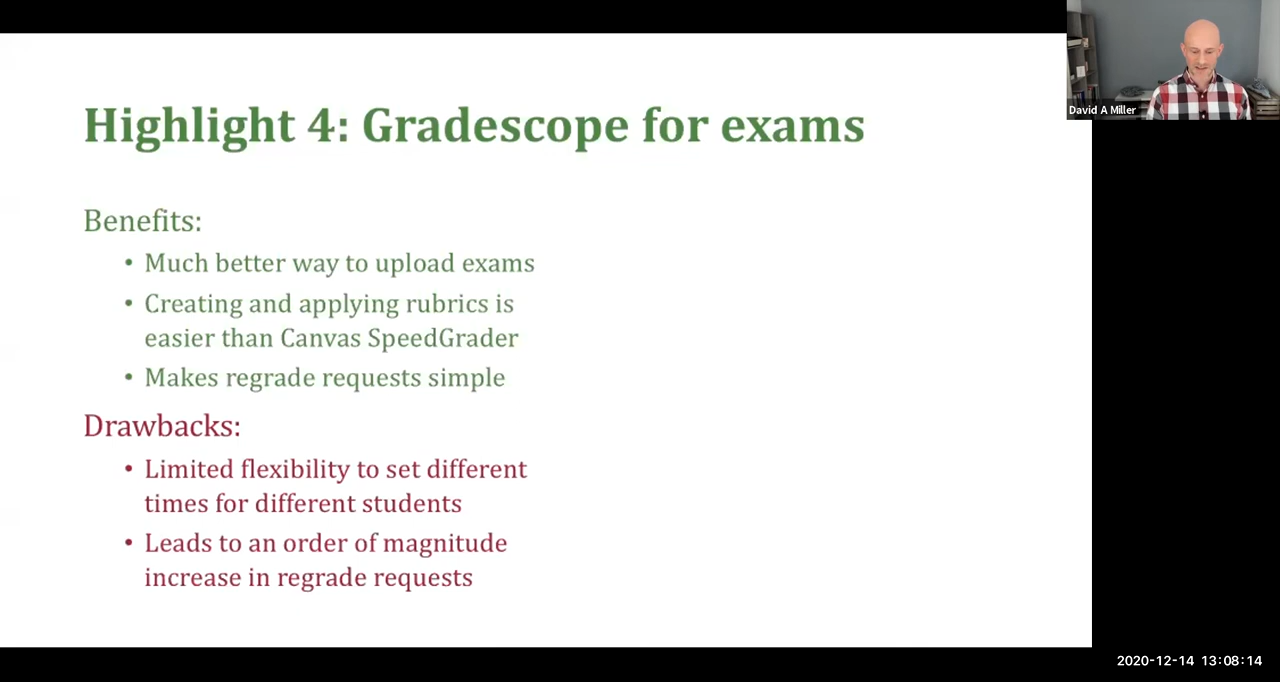 Highlight 4: Gradescope for exams
Benefits:
• Much better way to upload exams
• Creating and applying rubrics is
easier than Canvas SpeedGrader
• Makes regrade requests simple
Drawbacks:
• Limited flexibility to set different
times for different students
• Leads to an order of magnitude
increase in regrade requests
David A Miller
2020-12-14 13:08:14